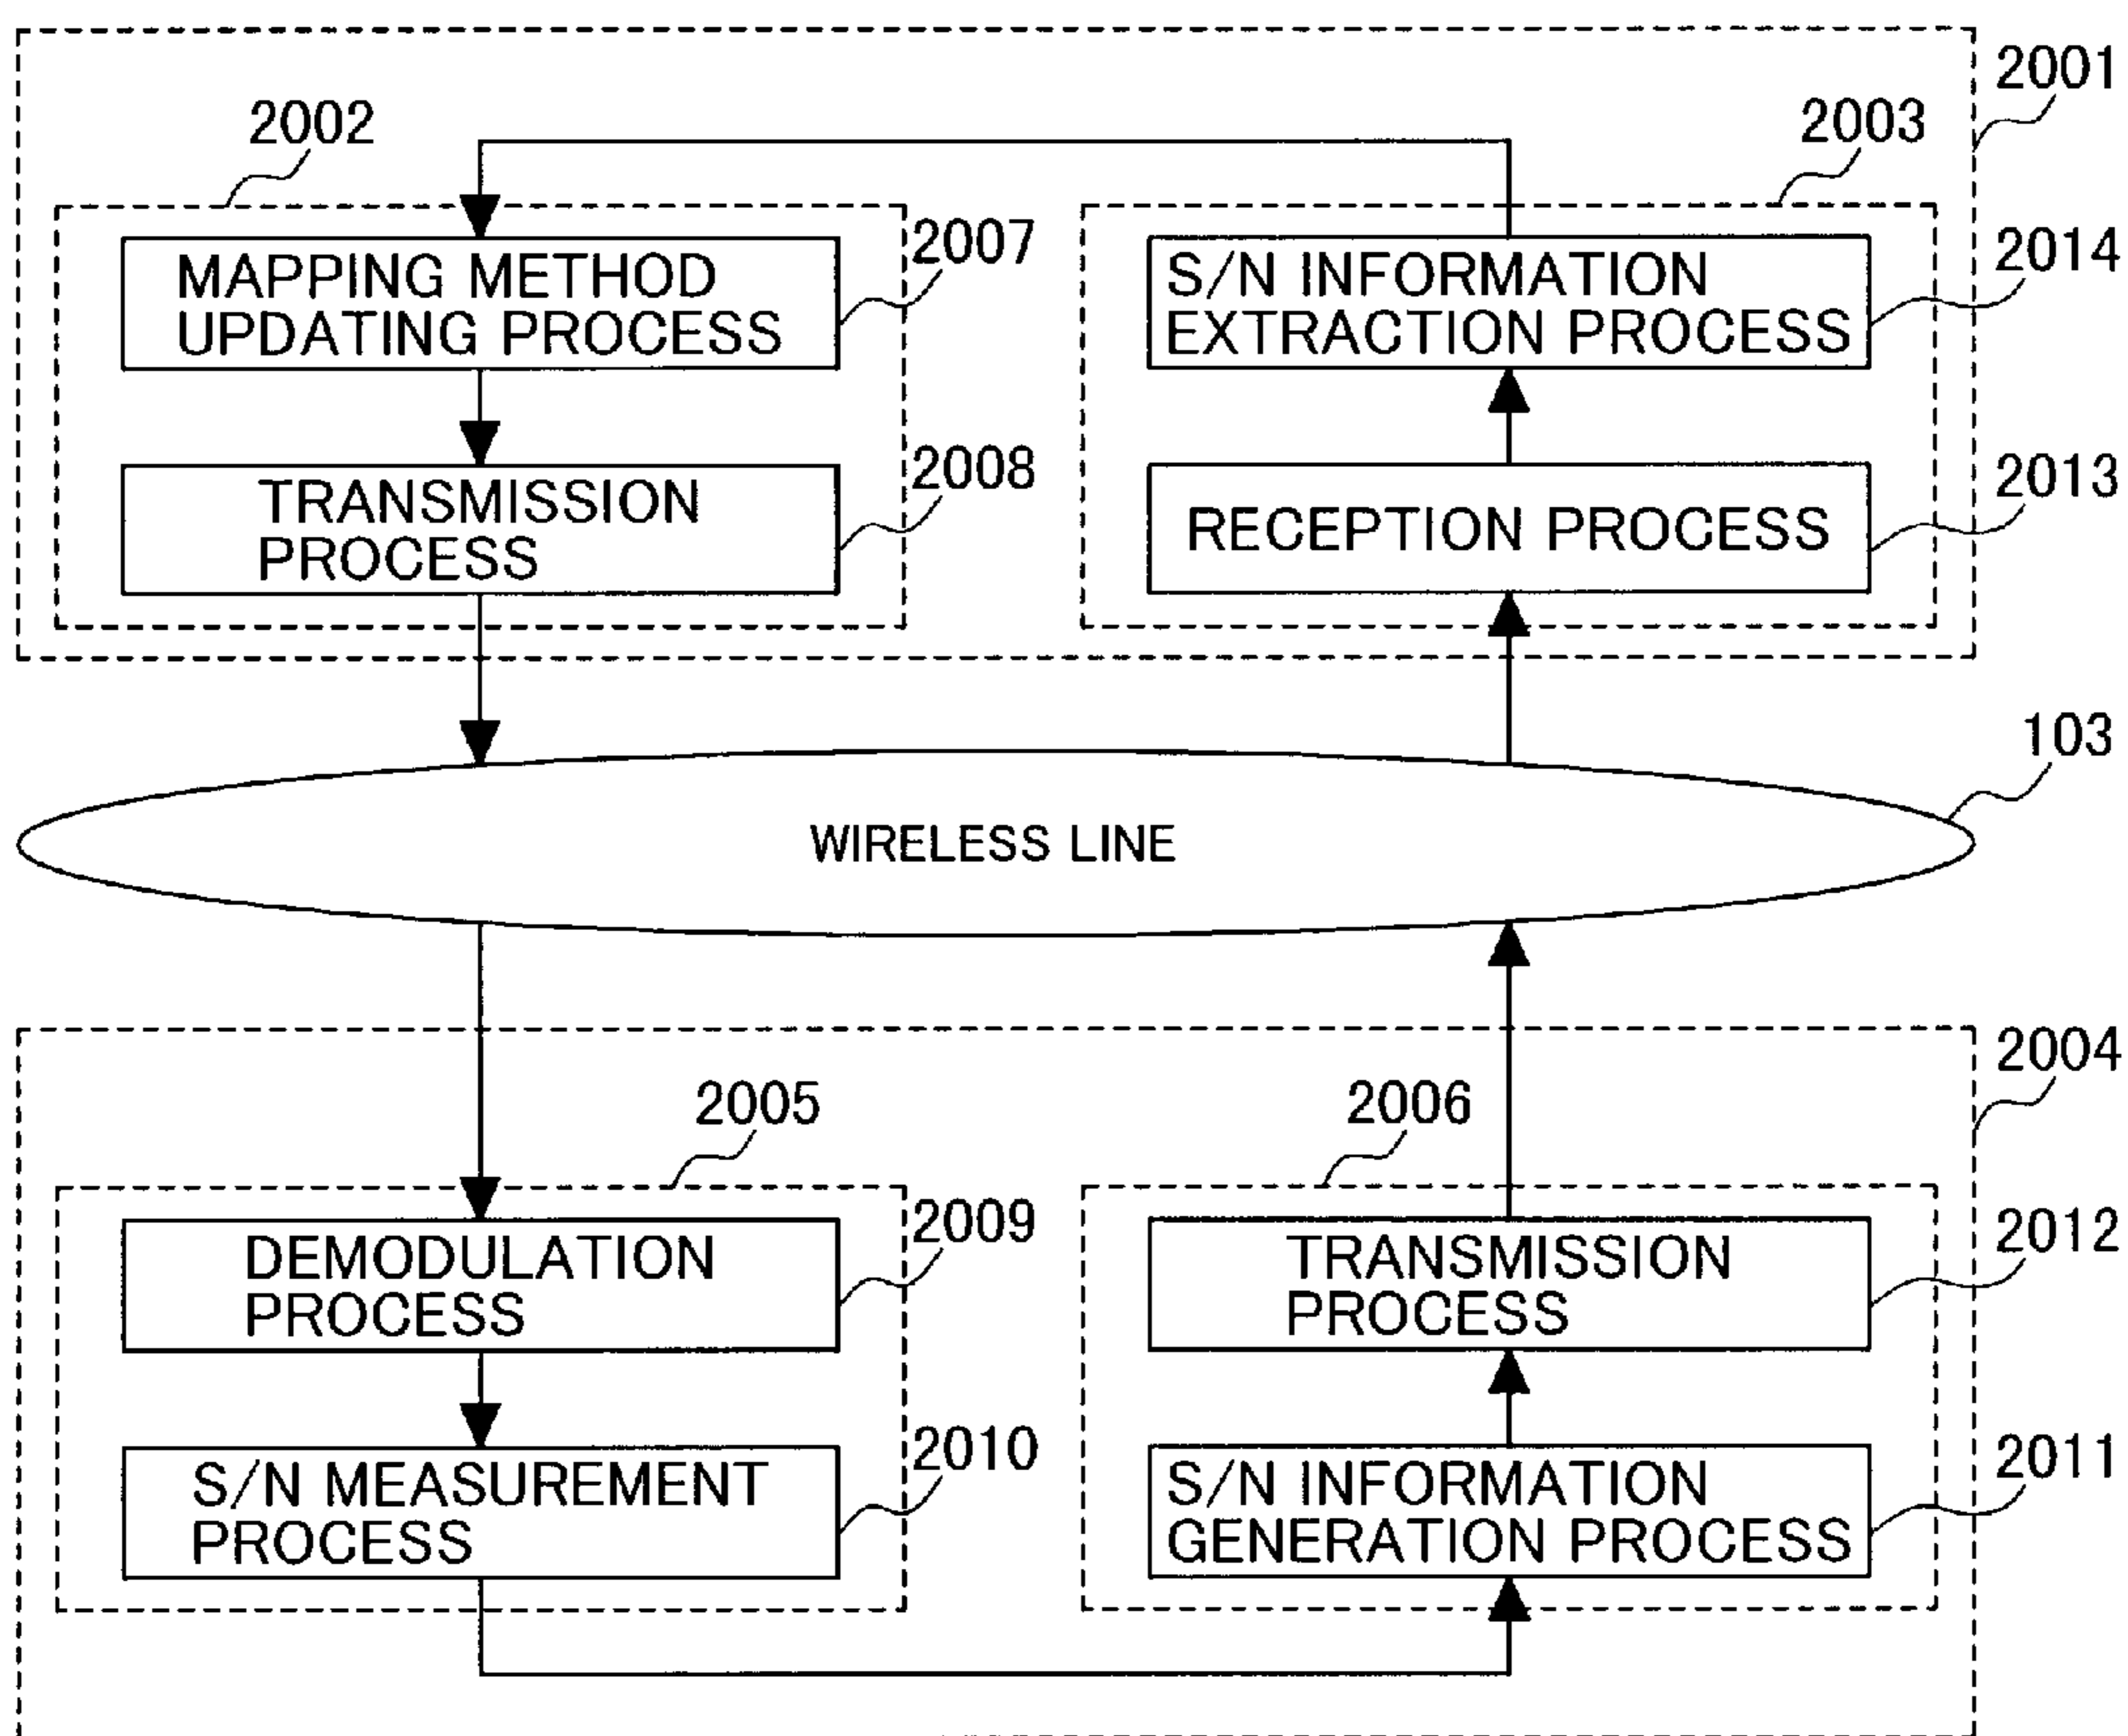 2001
2002
2003
MAPPING METHOD
UPDATING PROCESS
2007
S/N INFORMATION
EXTRACTION PROCESS
2014
TRANSMISSION
PROCESS
2008
RECEPTION PROCESS
2013
103
WIRELESS LINE
2004
2005
2006
DEMODULATION
PROCESS
2009
TRANSMISSION
PROCESS
2012
S/N MEASUREMENT
PROCESS
2010
S/N INFORMATION
GENERATION PROCESS
2011